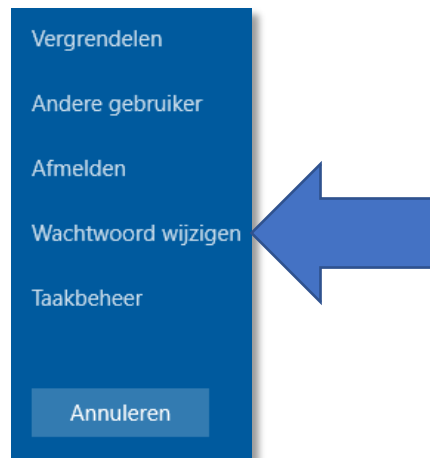 Vergrendelen
Andere gebruiker
Afmelden
Wachtwoord wijzigen
Taakbeheer
Annuleren